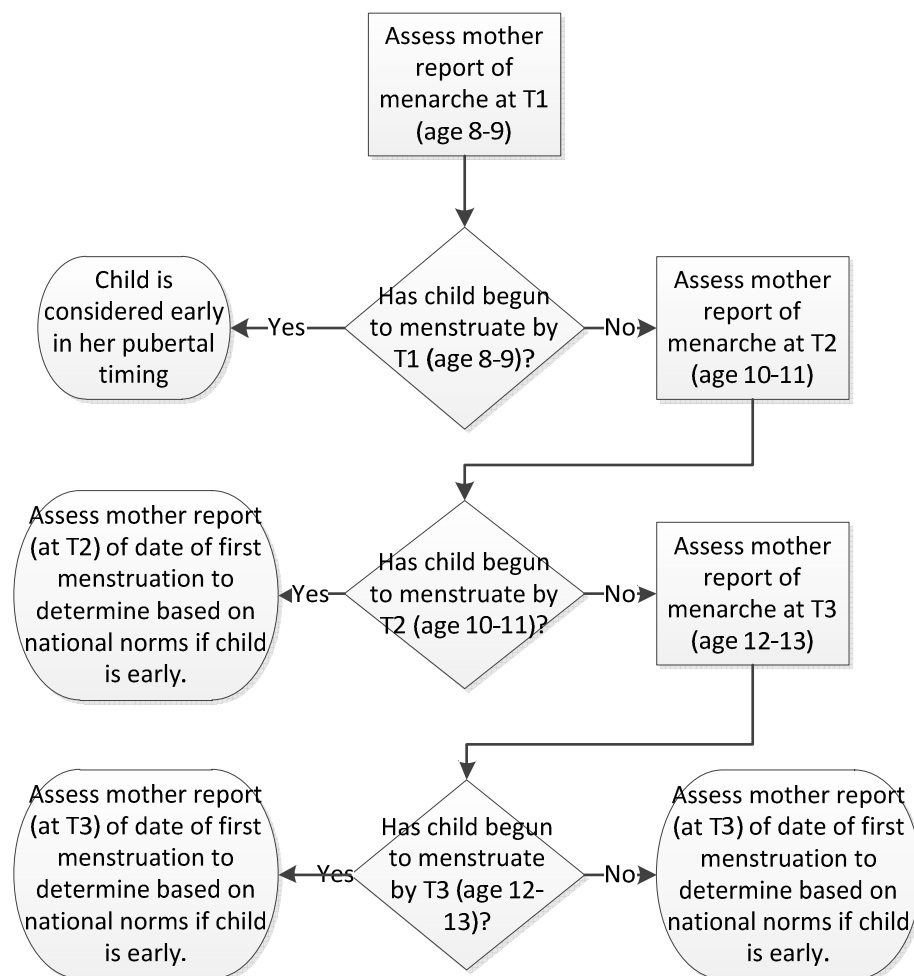 Assess mother
report of
menarche at T1
(age 8-9)
Has child begun
to menstruate by
T1 (age 8-9)?
Yes
Child is
considered early
in her pubertal
timing
No
Assess mother
report of
menarche at T2
(age 10-11)
Has child begun
to menstruate by
T2 (age 10-11)?
Yes
Assess mother report
(at T2) of date of first
menstruation to
determine based on
national norms if child
is early.
No
Assess mother
report of
menarche at T3
(age 12-13)
Has child begun
to menstruate
by T3 (age 12-
13)?
Yes
Assess mother report
(at T3) of date of first
menstruation to
determine based on
national norms if child
is early.
No
Assess mother report
(at T3) of date of first
menstruation to
determine based on
national norms if child
is early.